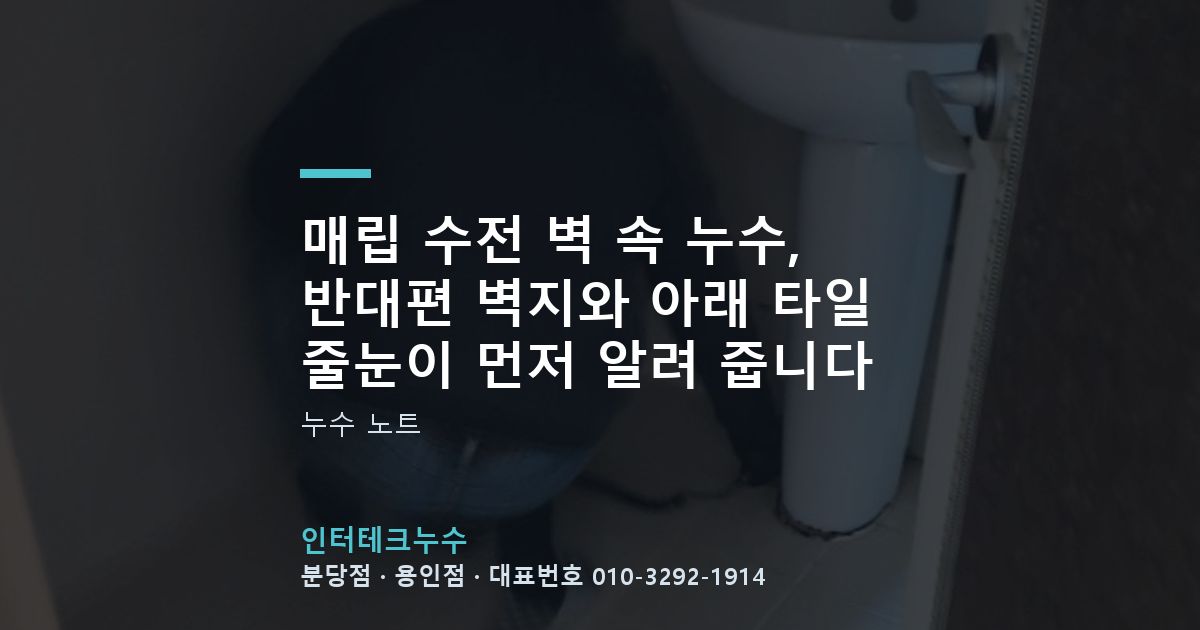 매립 수전 벽 속 누수,
반대편 벽지와 아래 타일
줄눈이 먼저 알려 줍니다
누수 노트
인터테크누수
분당점 · 용인점 · 대표번호 010-3292-1914